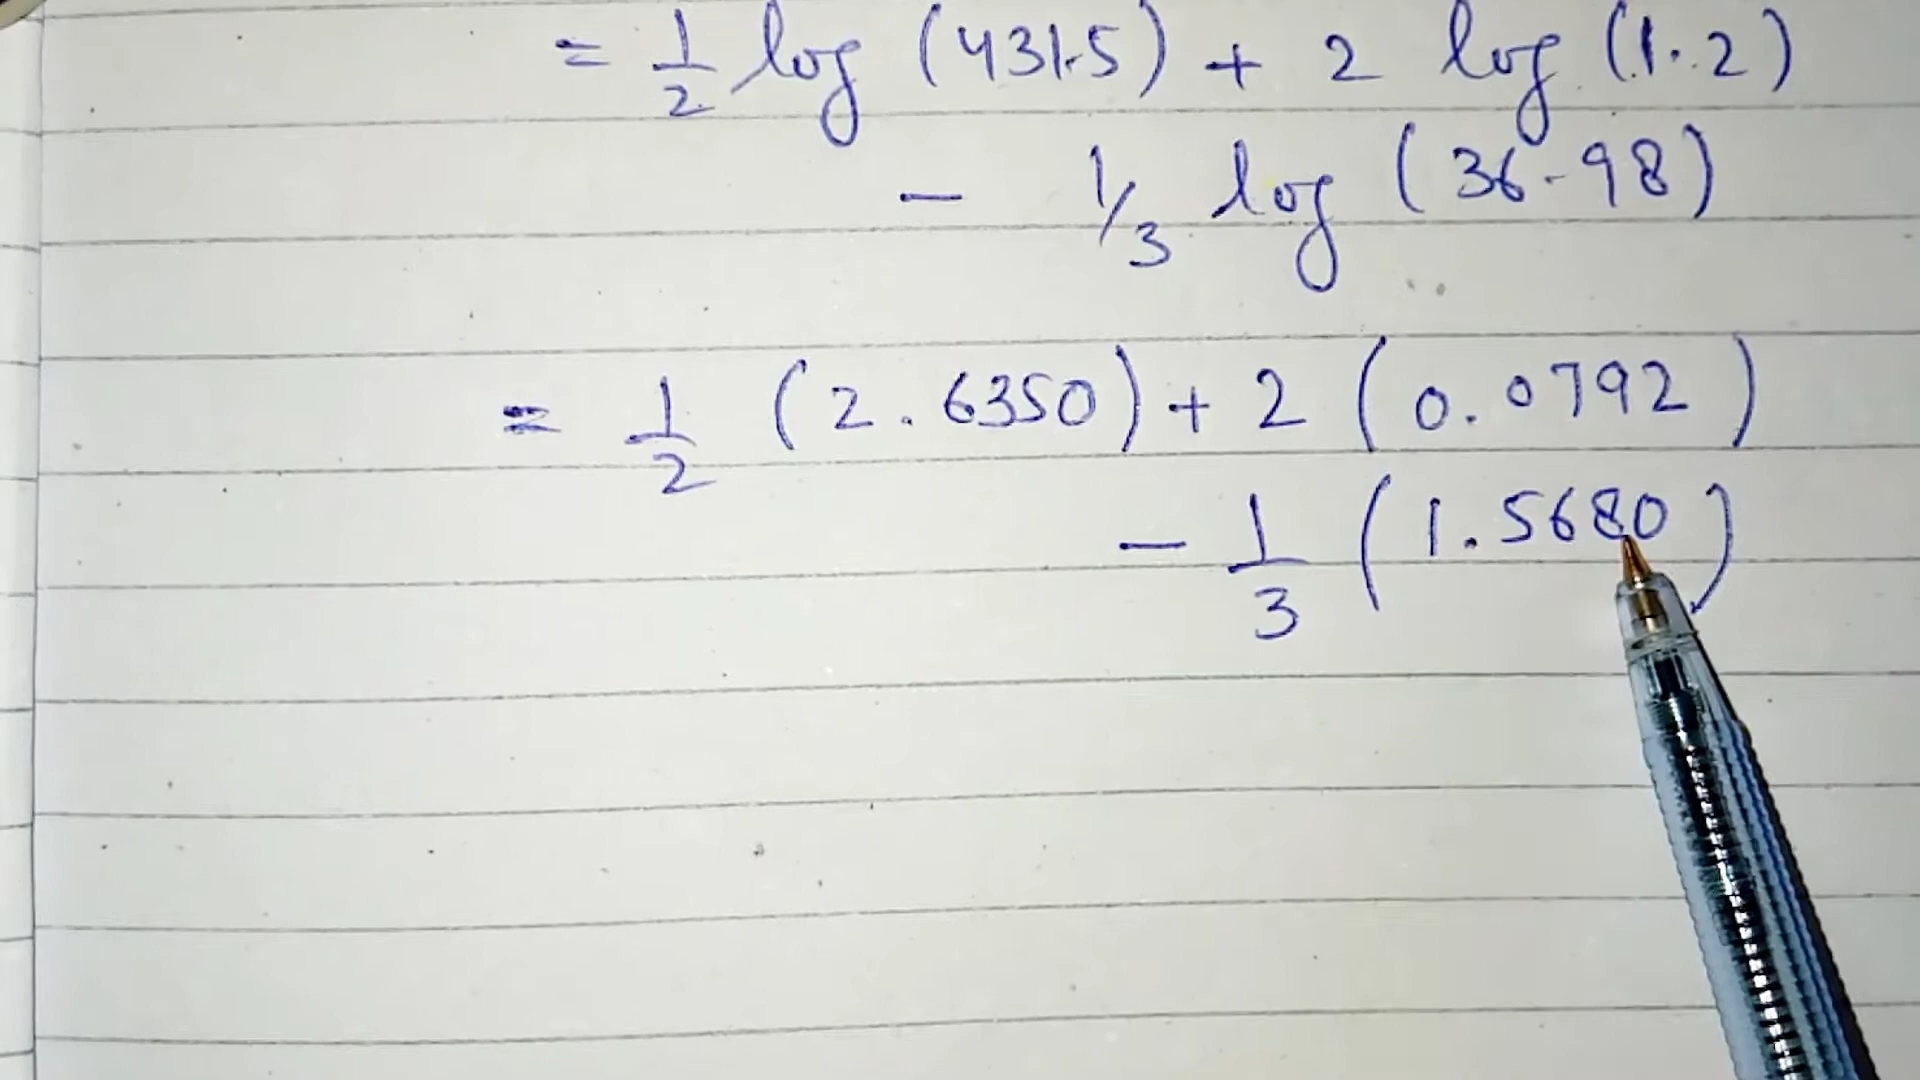 = 1/2 log (431.5) + 2 log (1.2)
- 1/3 log (36.98)
= 1/2 (2.6350) + 2 (0.0792)
- 1/3 (1.5680)